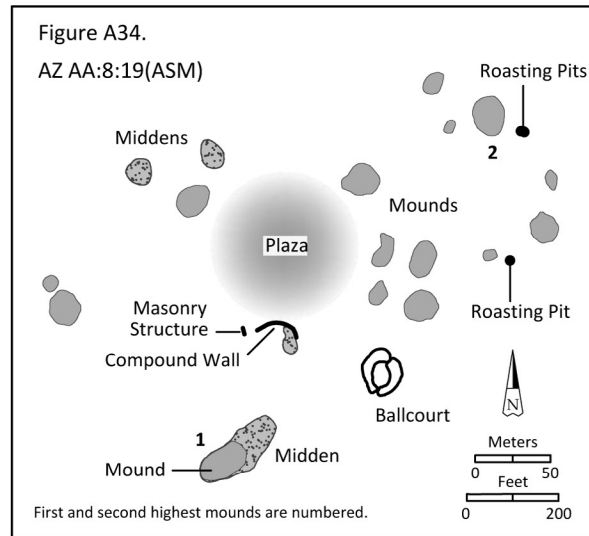 Figure A34.
AZ AA:8:19(ASM)
Roasting Pits
Middens
2
Mounds
Plaza
Masonry
Structure
Compound Wall
Roasting Pit
Ballcourt
N
1
Mound
Midden
Meters
0 50
Feet
0 200
First and second highest mounds are numbered.